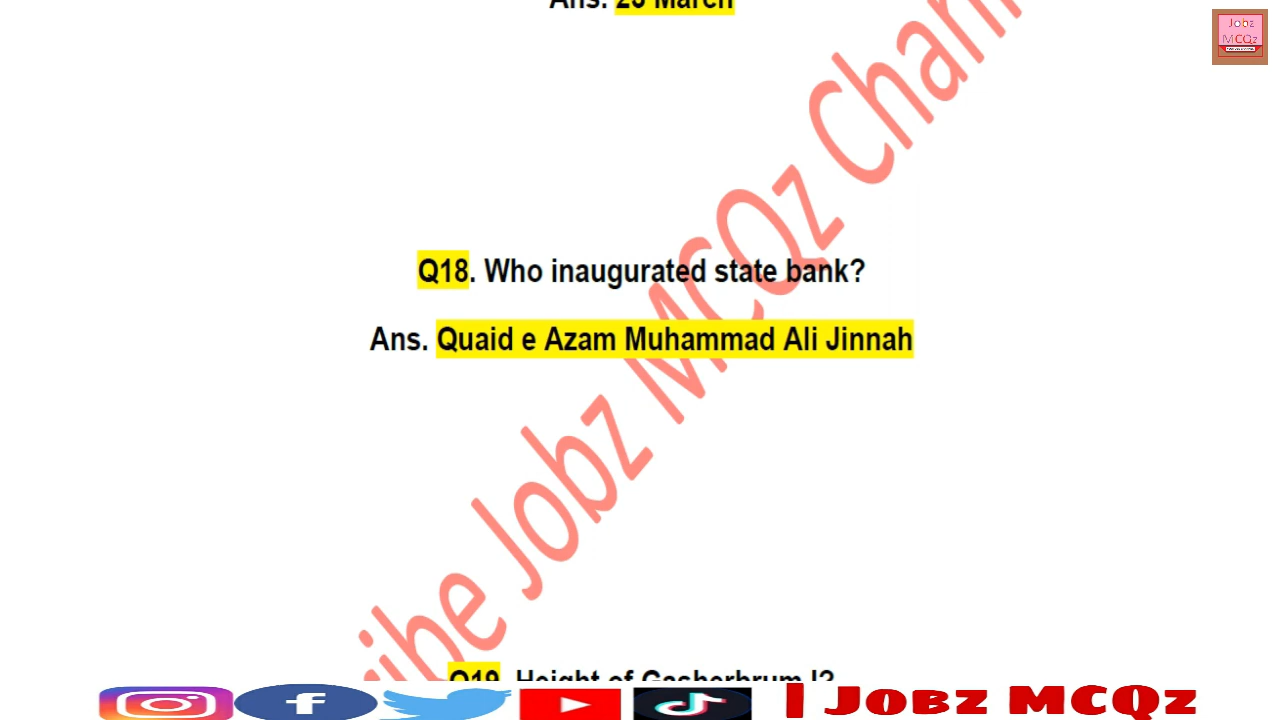 Ans. 23 March
Jobz
MCQz
Q18. Who inaugurated state bank?
Ans. Quaid e Azam Muhammad Ali Jinnah
ribe Jobz MCQz Chann
Q19. Height of Gasherbrum I?
| Jobz MCQz